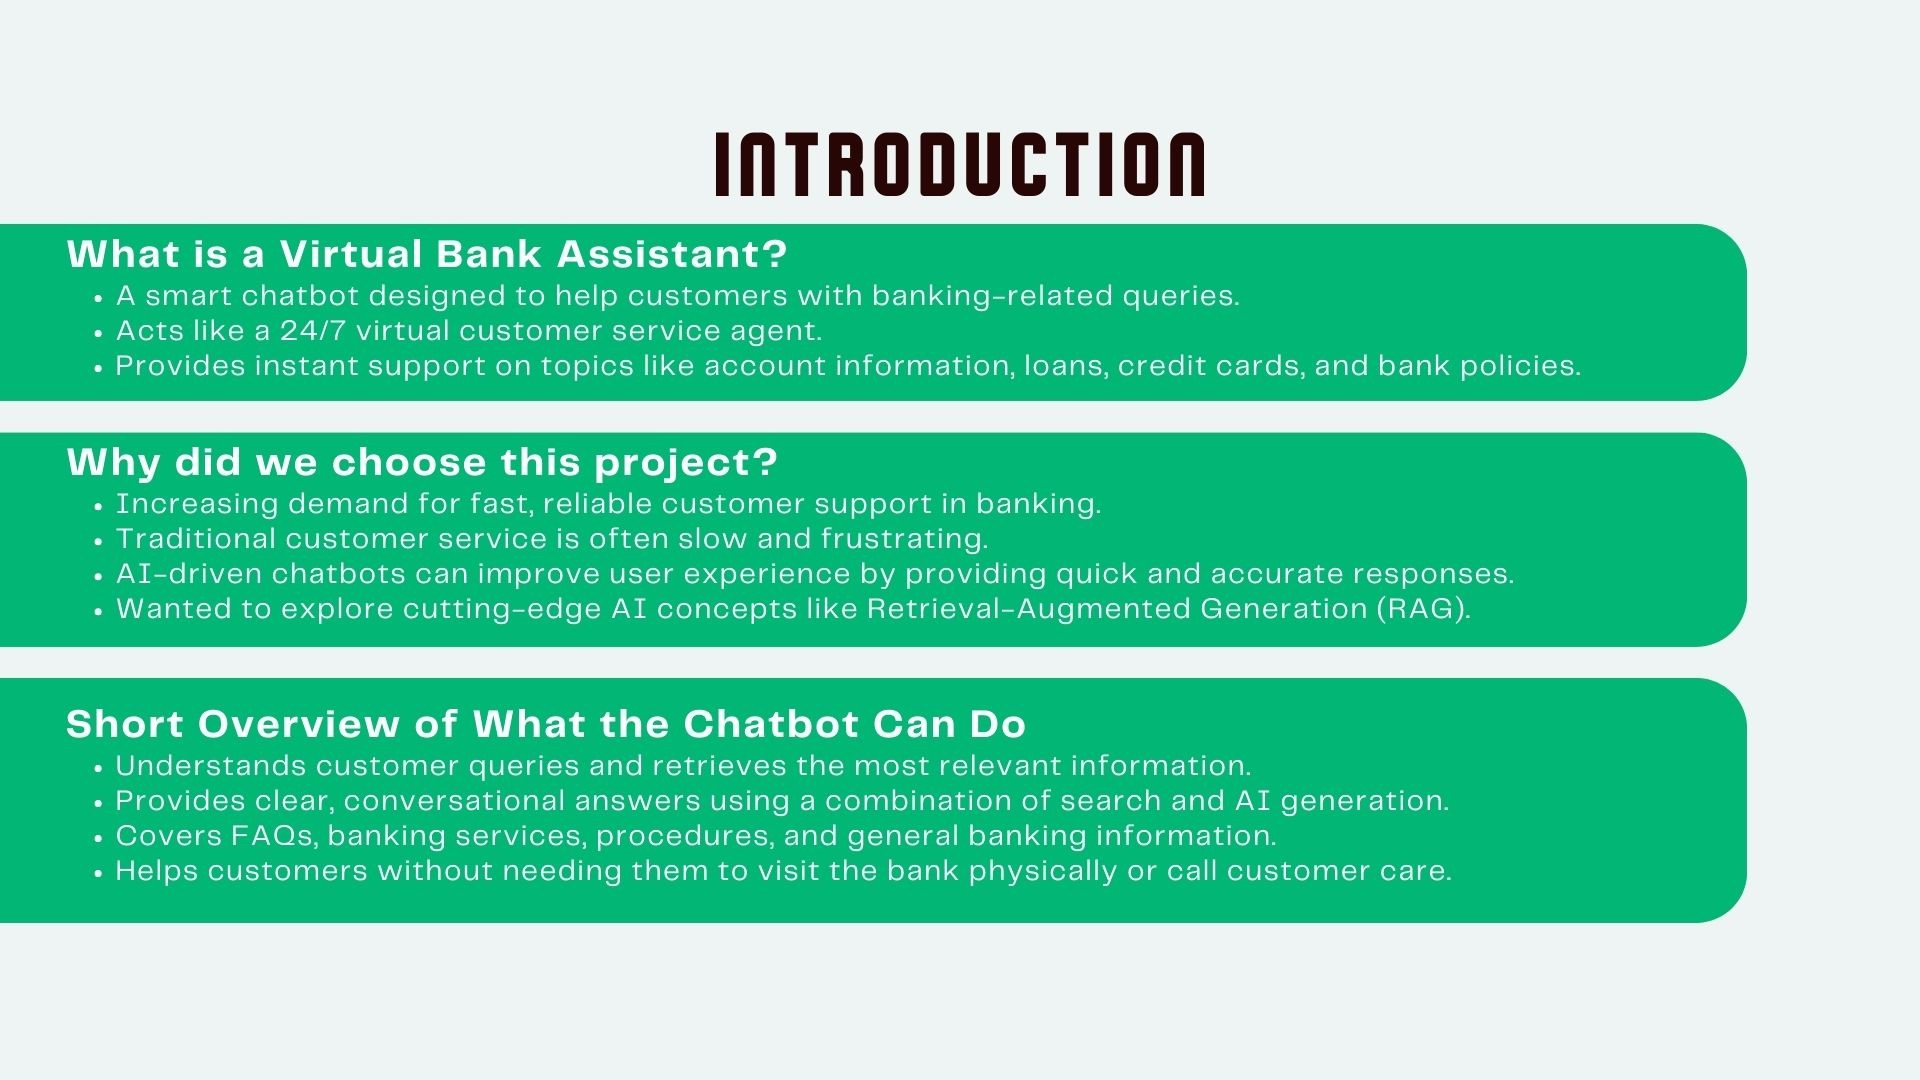 INTRODUCTION
What is a Virtual Bank Assistant?
• A smart chatbot designed to help customers with banking-related queries.
• Acts like a 24/7 virtual customer service agent.
• Provides instant support on topics like account information, loans, credit cards, and bank policies.
Why did we choose this project?
• Increasing demand for fast, reliable customer support in banking.
• Traditional customer service is often slow and frustrating.
• AI-driven chatbots can improve user experience by providing quick and accurate responses.
• Wanted to explore cutting-edge AI concepts like Retrieval-Augmented Generation (RAG).
Short Overview of What the Chatbot Can Do
• Understands customer queries and retrieves the most relevant information.
• Provides clear, conversational answers using a combination of search and AI generation.
• Covers FAQs, banking services, procedures, and general banking information.
• Helps customers without needing them to visit the bank physically or call customer care.